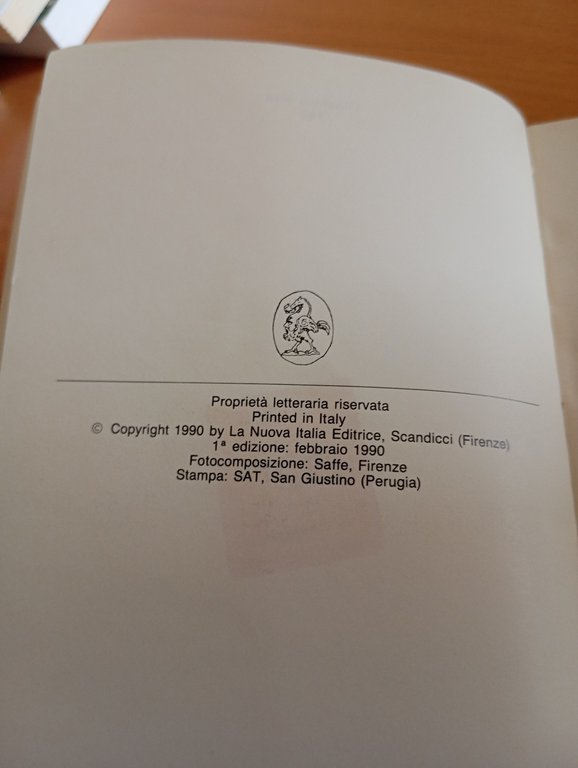 Proprietà letteraria riservata
Printed in Italy
© Copyright 1990 by La Nuova Italia Editrice, Scandicci (Firenze)
1ª edizione: febbraio 1990
Fotocomposizione: Saffe, Firenze
Stampa: SAT, San Giustino (Perugia)